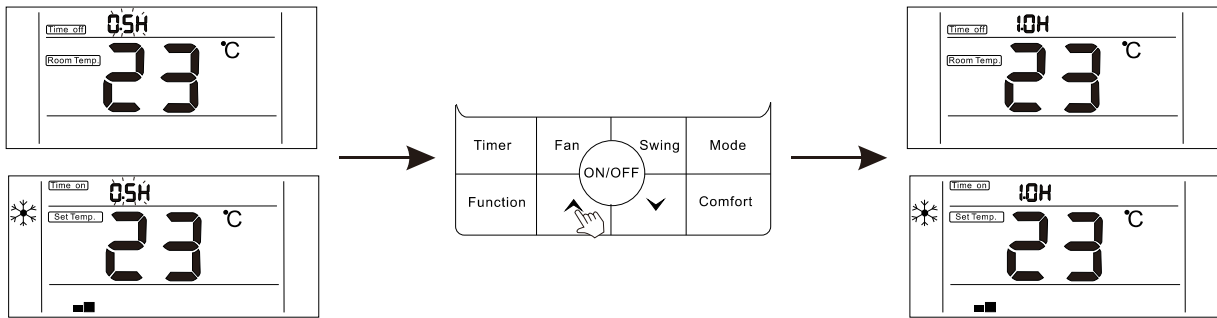 Time off 0.5H
Room Temp. 23 °C
Time on 0.5H
Set Temp. 23 °C
Timer Fan Swing Mode
ON/OFF
Function Comfort
Time off 1.0H
Room Temp. 23 °C
Time on 1.0H
Set Temp. 23 °C